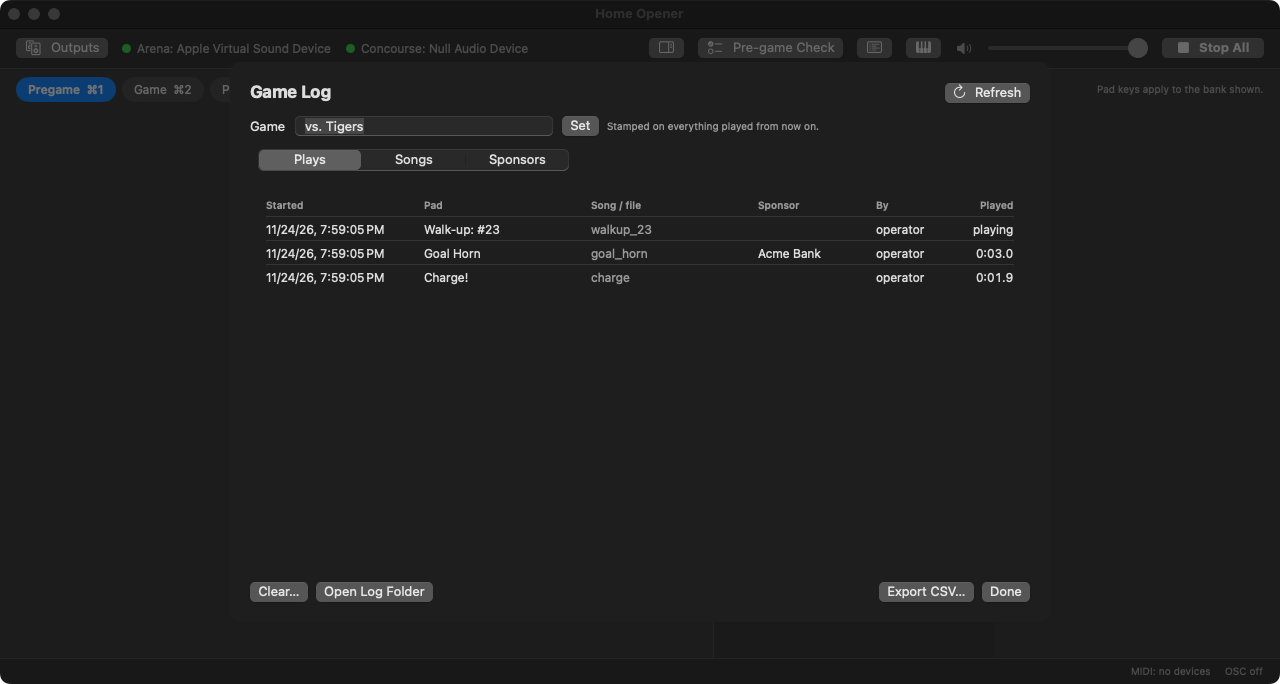 Home Opener
Outputs Arena: Apple Virtual Sound Device Concourse: Null Audio Device Pre-game Check Stop All
Pregame ⌘1 Game ⌘2 P Pad keys apply to the bank shown.
Game Log Refresh
Game vs. Tigers Set Stamped on everything played from now on.
Plays Songs Sponsors
Started Pad Song / file Sponsor By Played
11/24/26, 7:59:05 PM Walk-up: #23 walkup_23 operator playing
11/24/26, 7:59:05 PM Goal Horn goal_horn Acme Bank operator 0:03.0
11/24/26, 7:59:05 PM Charge! charge operator 0:01.9
Clear... Open Log Folder Export CSV... Done
MIDI: no devices OSC off